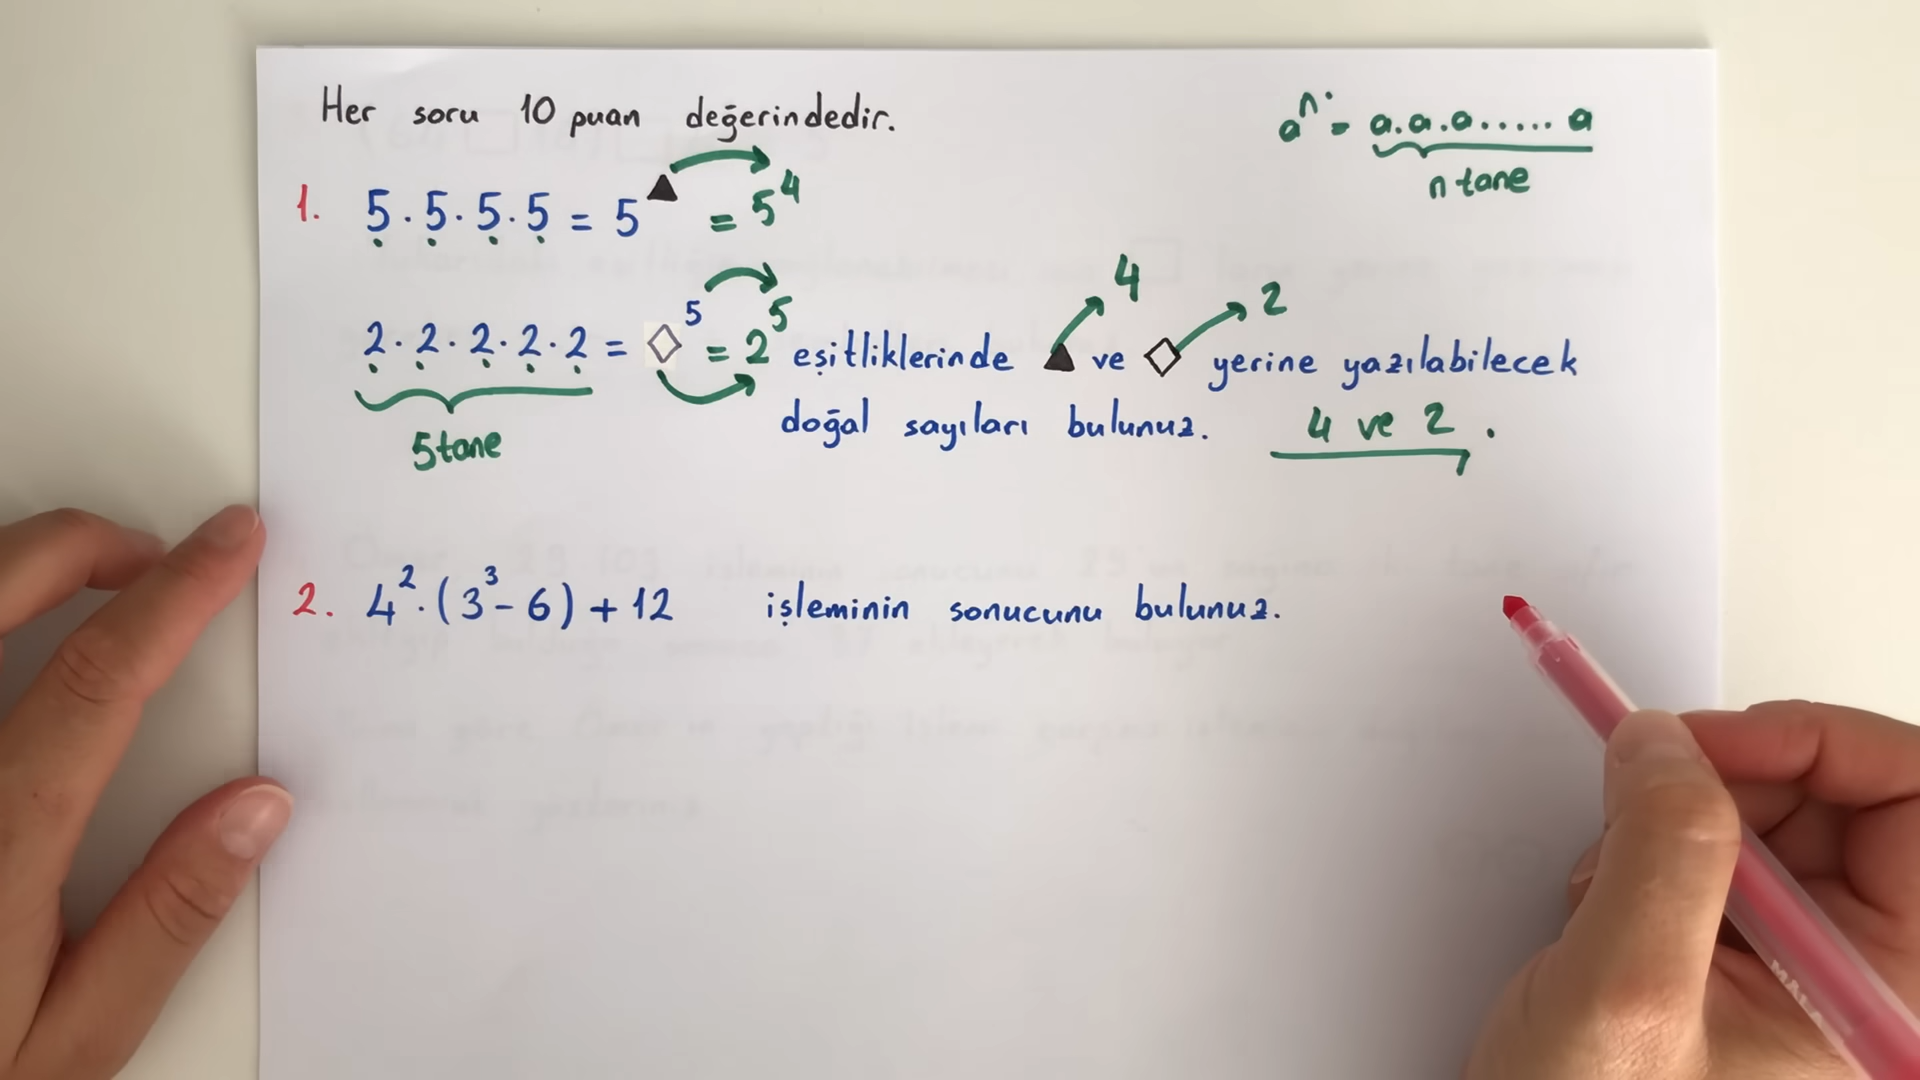 Her soru 10 puan değerindedir.
aⁿ = a.a.a..... a
n tane
1. 5 . 5 . 5 . 5 = 5^▲ = 5⁴
4
2
2 . 2 . 2 . 2 . 2 = ◇⁵ = 2⁵ eşitliklerinde ▲ ve ◇ yerine yazılabilecek
5 tane
doğal sayıları bulunuz. 4 ve 2 .
2. 4² . (3³ - 6) + 12 işleminin sonucunu bulunuz.